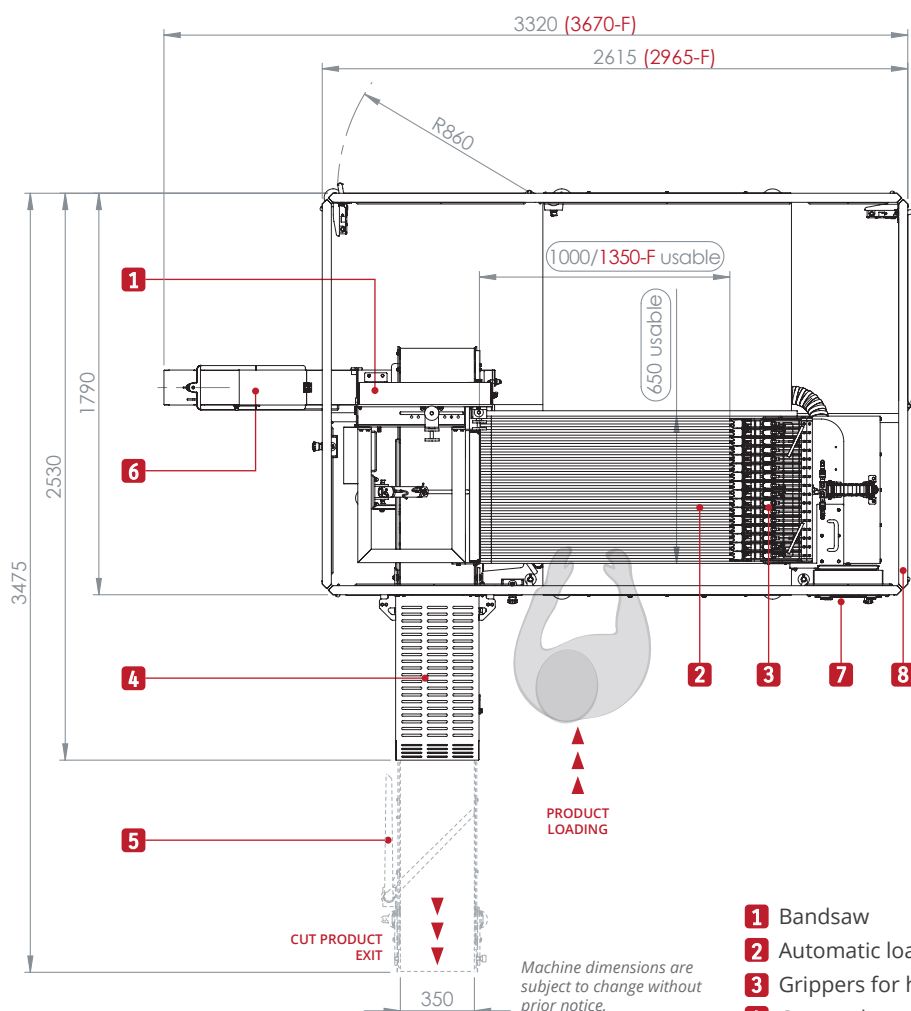 3320 (3670-F)
2615 (2965-F)
R860
1000/1350-F usable
650 usable
1790
2530
3475
1
6
4
2
3
7
8
5
PRODUCT
LOADING
CUT PRODUCT
EXIT
350
Machine dimensions are
subject to change without
prior notice.
1 Bandsaw
2 Automatic
3 Grippers for